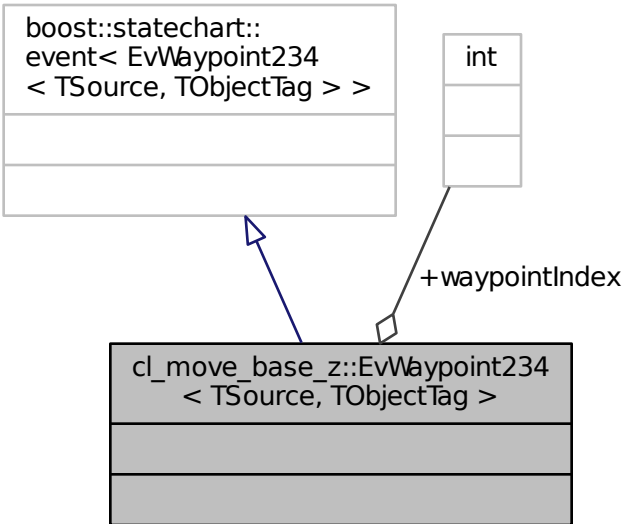 boost::statechart::
event< EvWaypoint234
< TSource, TObjectTag > >
int
+waypointIndex
cl_move_base_z::EvWaypoint234
< TSource, TObjectTag >